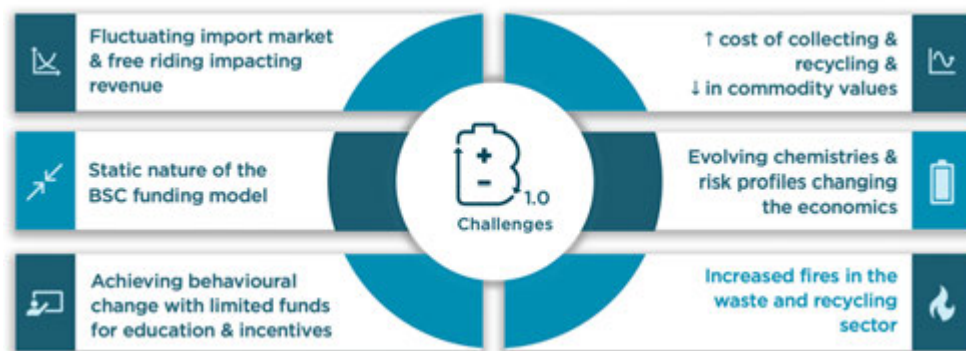 Fluctuating import market
& free riding impacting
revenue
↑ cost of collecting &
recycling &
↓ in commodity values
Static nature of the
BSC funding model
+
-
1.0
Challenges
Evolving chemistries &
risk profiles changing
the economics
Achieving behavioural
change with limited funds
for education & incentives
Increased fires in the
waste and recycling
sector